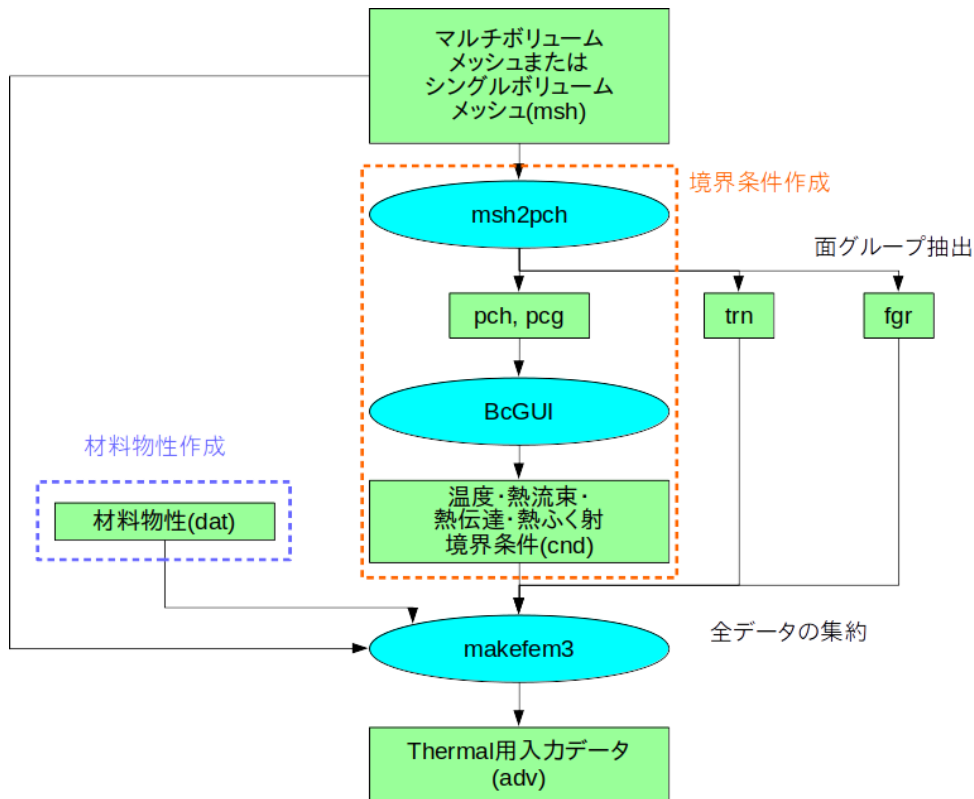 マルチボリューム
メッシュまたは
シングルボリューム
メッシュ(msh)
境界条件作成
msh2pch
面グループ抽出
pch, pcg
trn
fgr
BcGUI
材料物性作成
材料物性(dat)
温度・熱流束・
熱伝達・熱ふく射
境界条件(cnd)
全データの集約
makefem3
Thermal用入力データ
(adv)